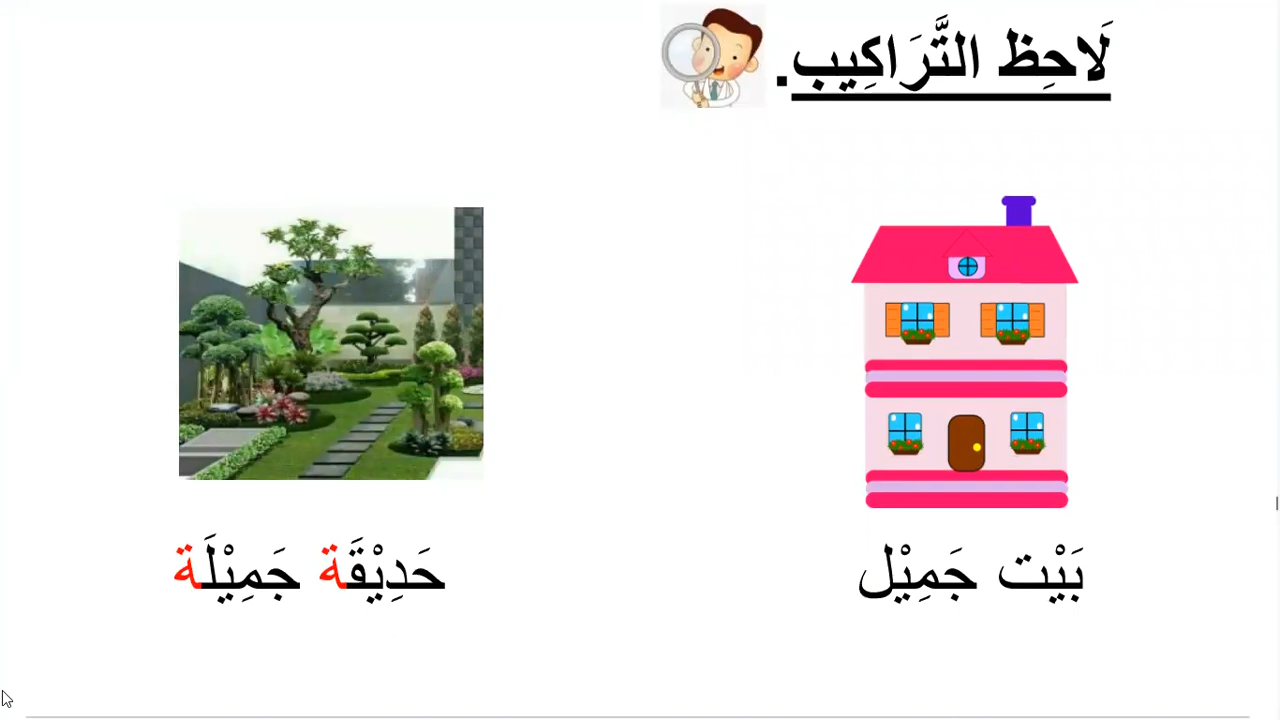 لَاحِظ التَّرَاكِيب.
بَيْت جَمِيْل
حَدِيْقَة جَمِيْلَة